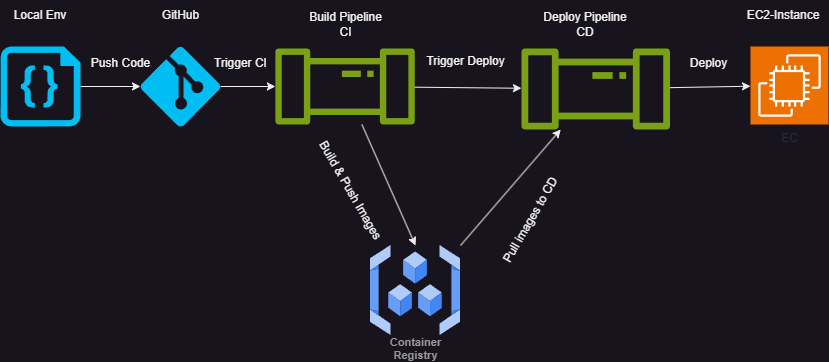 Local Env
GitHub
Build Pipeline
CI
Deploy Pipeline
CD
EC2-Instance
Push Code
Trigger CI
Trigger Deploy
Deploy
{}
EC
Build & Push Images
Pull images to CD
Container
Registry